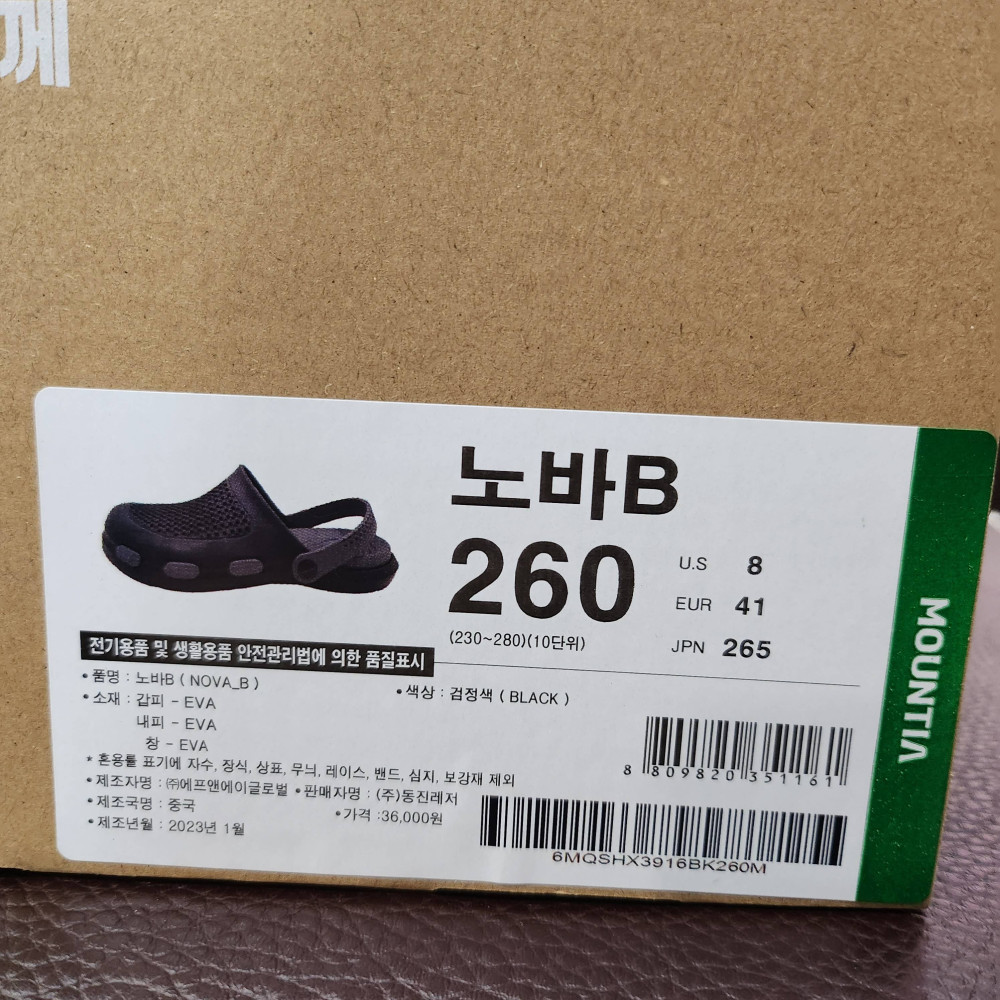 께
노바B
260
U.S 8
EUR 41
JPN 265
(230~280)(10단위)
전기용품 및 생활용품 안전관리법에 의한 품질표시
•품명 : 노바B ( NOVA_B )
•색상 : 검정색 ( BLACK )
•소재 : 갑피 - EVA
내피 - EVA
창 - EVA
* 혼용률 표기에 자수, 장식, 상표, 무늬, 레이스, 밴드, 심지, 보강재 제외
•제조자명 : ㈜에프앤에이글로벌 •판매자명 : (주)동진레저
•제조국명 : 중국
•가격 :36,000원
•제조년월 : 2023년 1월
8 809820 351161
6MQSHX3916BK260M
MOUNTIA